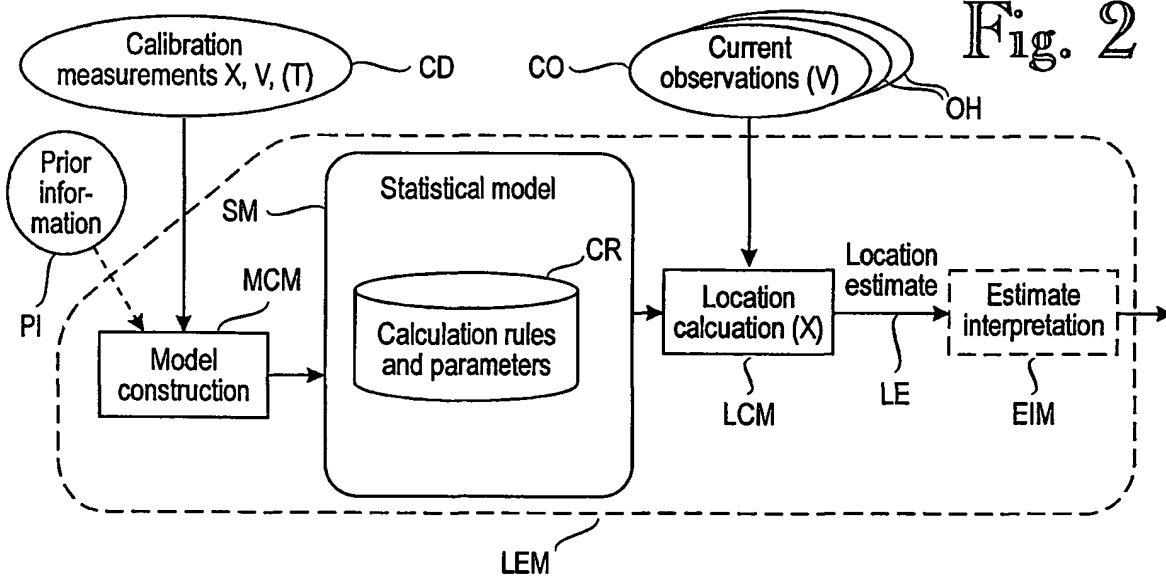 Fig. 2
Calibration
measurements X, V, (T)
CD
CO
Current
observations (V)
OH
Prior
infor-
mation
PI
SM
Statistical model
MCM
CR
Calculation rules
and parameters
Model
construction
Location
calcuation (X)
LCM
Location
estimate
LE
Estimate
interpretation
EIM
LEM